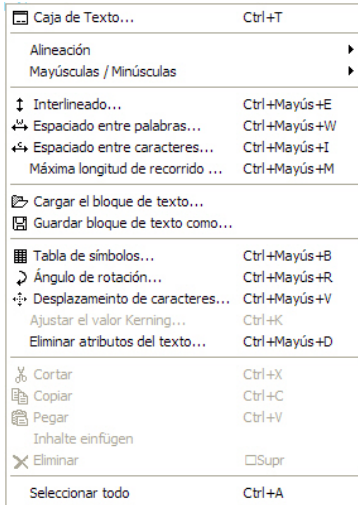 Caja de Texto... Ctrl+T
Alineación
Mayúsculas / Minúsculas
Interlineado... Ctrl+Mayús+E
Espaciado entre palabras... Ctrl+Mayús+W
Espaciado entre caracteres... Ctrl+Mayús+I
Máxima longitud de recorrido ... Ctrl+Mayús+M
Cargar el bloque de texto...
Guardar bloque de texto como...
Tabla de símbolos... Ctrl+Mayús+B
Ángulo de rotación... Ctrl+Mayús+R
Desplazameinto de caracteres... Ctrl+Mayús+V
Ajustar el valor Kerning... Ctrl+K
Eliminar atributos del texto... Ctrl+Mayús+D
Cortar Ctrl+X
Copiar Ctrl+C
Pegar Ctrl+V
Inhalte einfügen
Eliminar □Supr
Seleccionar todo Ctrl+A